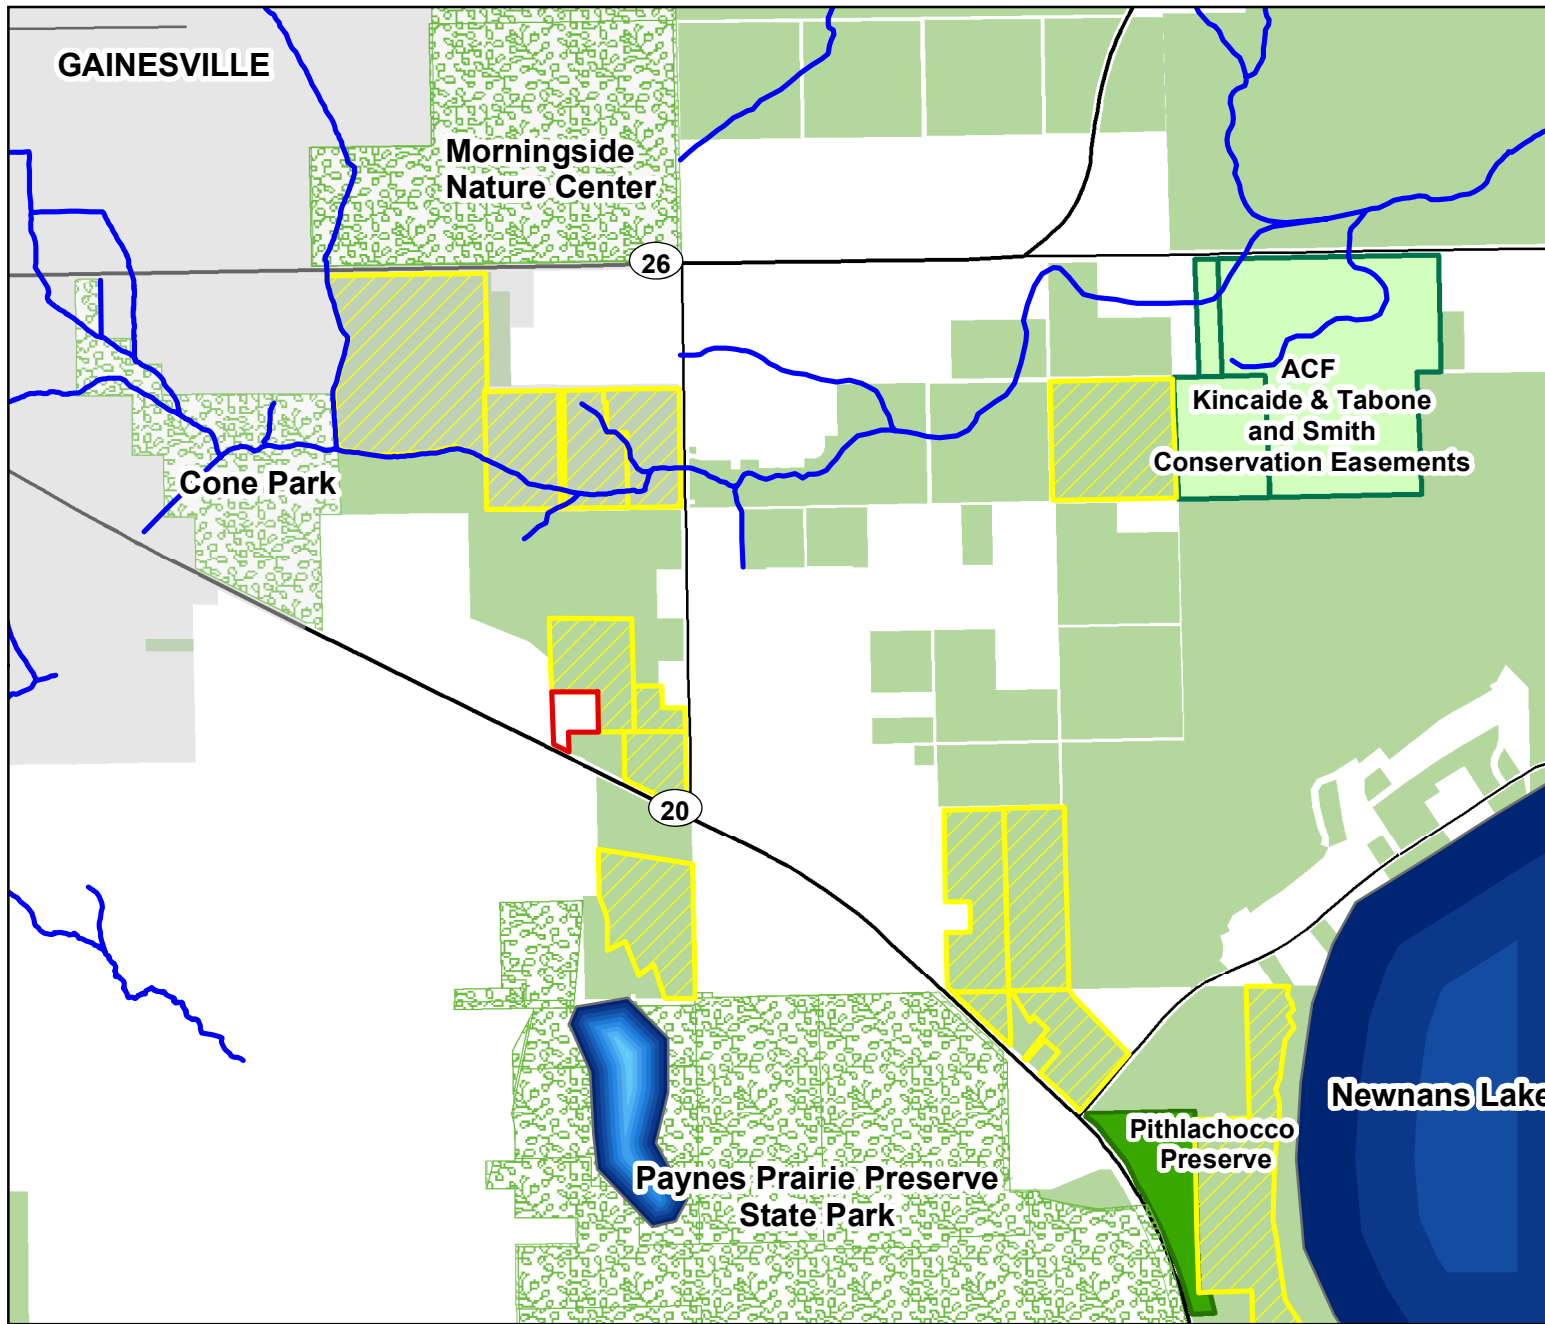 GAINESVILLE
Morningside
Nature Center
26
ACF
Kincaide & Tabone
and Smith
Conservation Easements
Cone Park
20
Newnans Lake
Pithlachocco
Preserve
Paynes Prairie Preserve
State Park